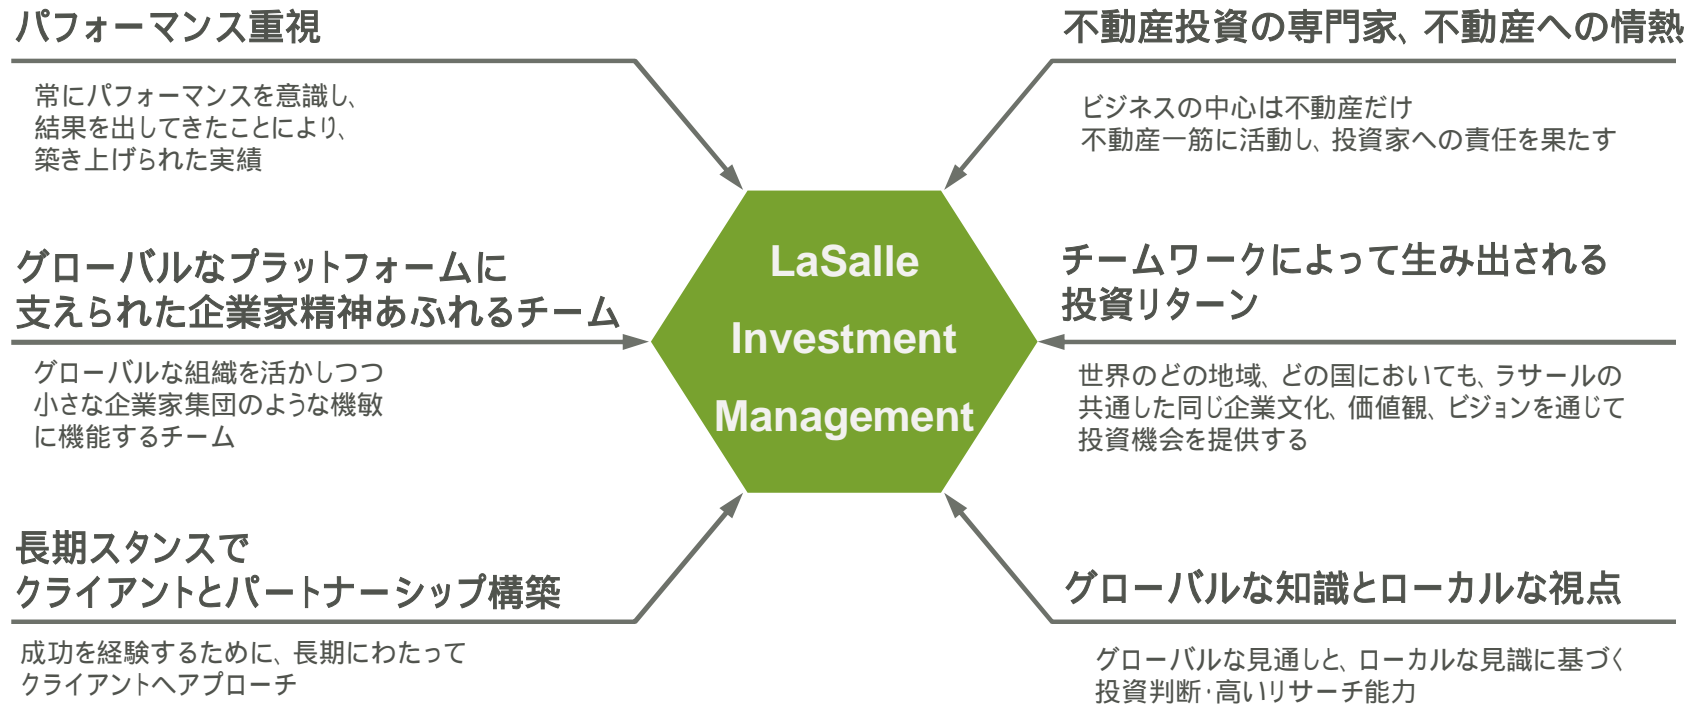 パフォーマンス重視
常にパフォーマンスを意識し、
結果を出してきたことにより、
築き上げられた実績
グローバルなプラットフォームに
支えられた企業家精神あふれるチーム
グローバルな組織を活かしつつ
小さな企業家集団のような機敏
に機能するチーム
長期スタンスで
クライアントとパートナーシップ構築
成功を経験するために、長期にわたって
クライアントへアプローチ
LaSalle
Investment
Management
不動産投資の専門家、不動産への情熱
ビジネスの中心は不動産だけ
不動産一筋に活動し、投資家への責任を果たす
チームワークによって生み出される
投資リターン
世界のどの地域、どの国においても、ラサールの
共通した同じ企業文化、価値観、ビジョンを通じて
投資機会を提供する
グローバルな知識とローカルな視点
グローバルな見通しと、ローカルな見識に基づく
投資判断・高いリサーチ能力